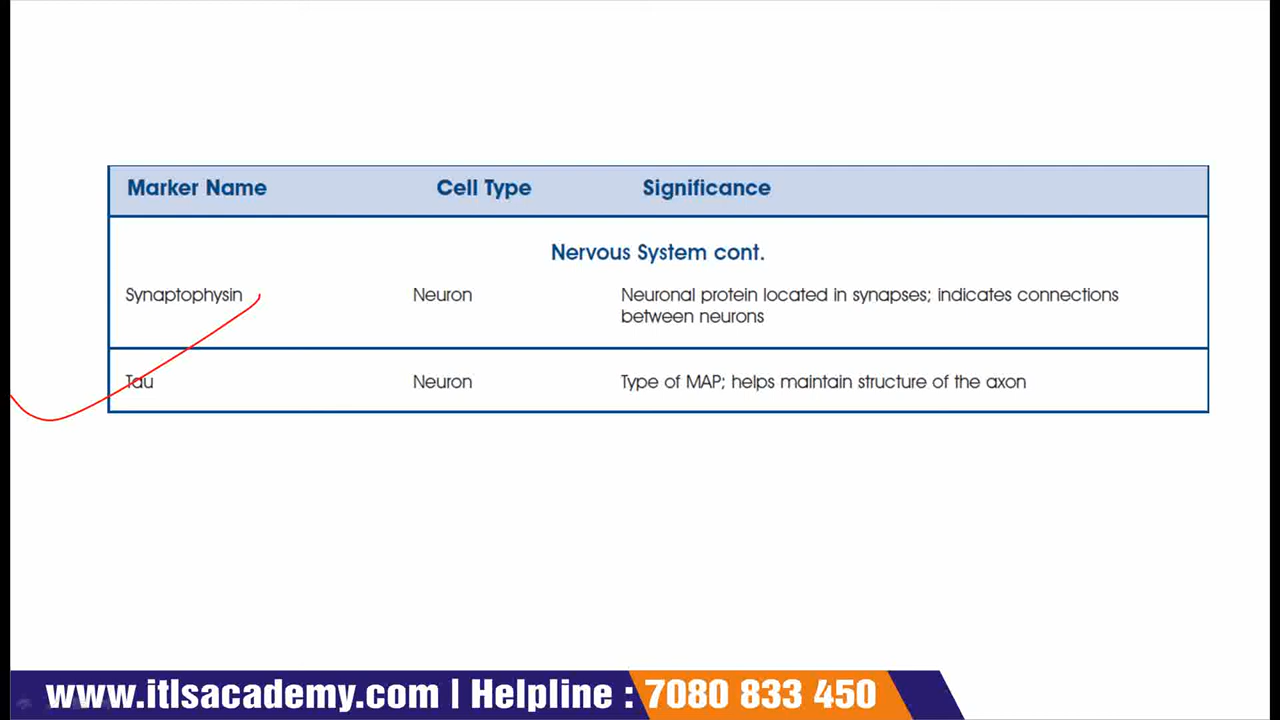 Marker Name Cell Type Significance
Nervous System cont.
Synaptophysin Neuron Neuronal protein located in synapses; indicates connections
between neurons
Tau Neuron Type of MAP; helps maintain structure of the axon
www.itlsacademy.com | Helpline : 7080 833 450